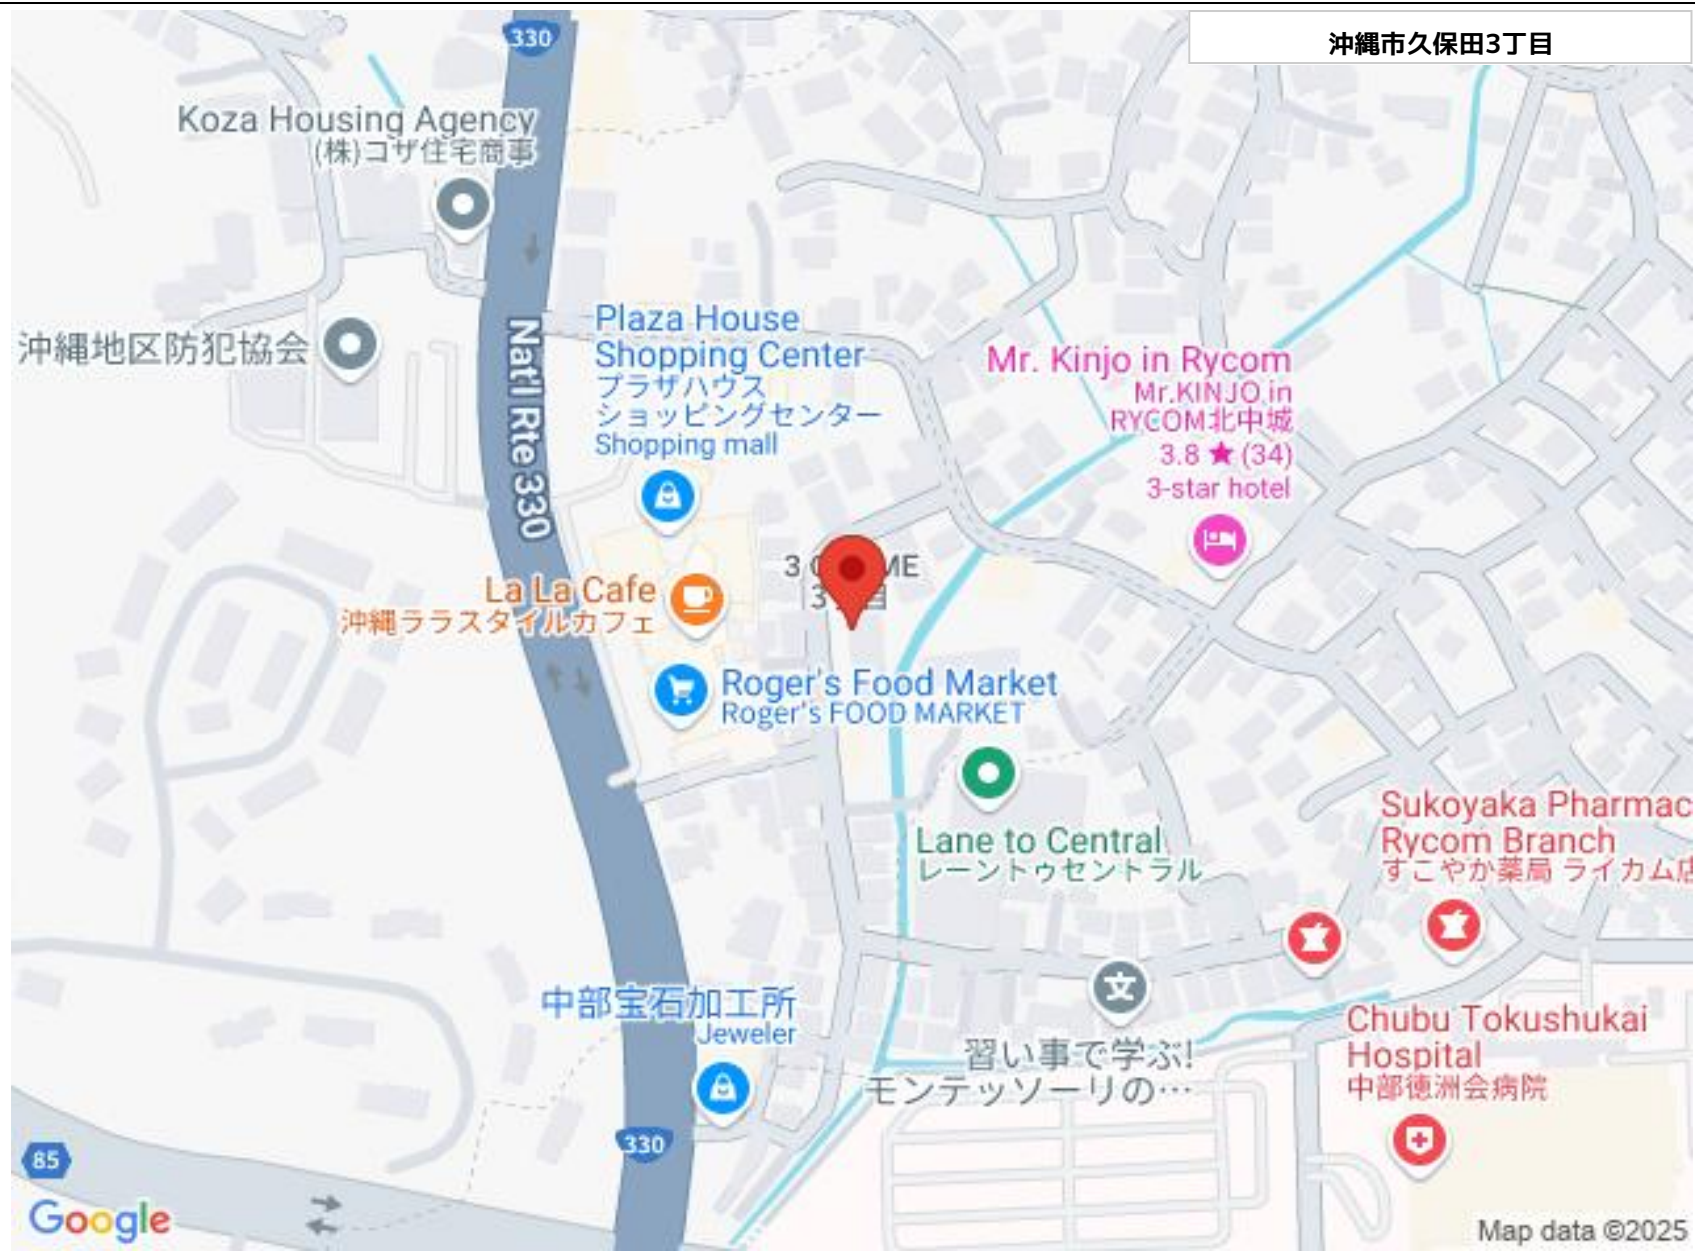 330
沖縄市久保田3丁目
Koza Housing Agency
(株)コザ住宅商事
沖縄地区防犯協会
Nat'l Rte 330
Plaza House
Shopping Center
プラザハウス
ショッピングセンター
Shopping mall
Mr. Kinjo in Rycom
Mr.KINJO in
RYCOM北中城
3.8 ★ (34)
3-star hotel
La La Cafe
沖縄ララスタイルカフェ
Roger's Food Market
Roger's FOOD MARKET
Lane to Central
レーントゥセントラル
Sukoyaka Pharmac
Rycom Branch
すこやか薬局 ライカム店
中部宝石加工所
Jeweler
文
習い事で学ぶ!
モンテッソーリの…
Chubu Tokushukai
Hospital
中部徳洲会病院
330
85
Google
Map data ©2025